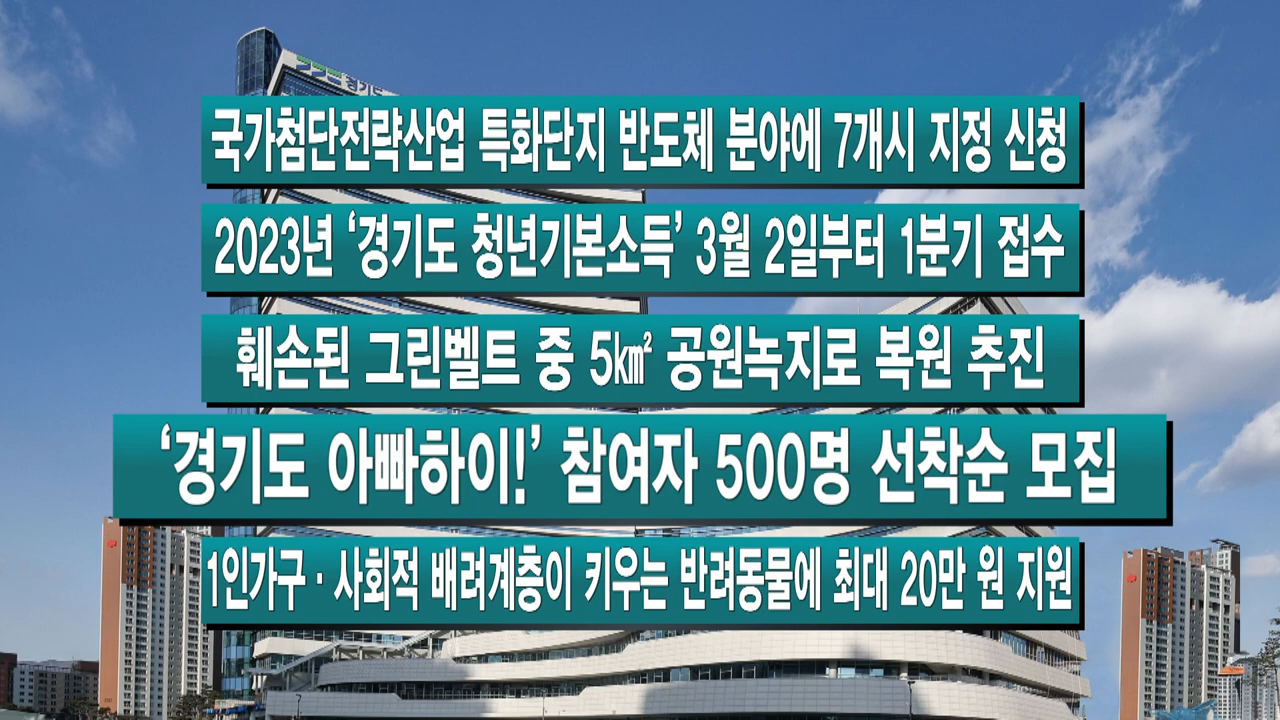 경기도
국가첨단전략산업 특화단지 반도체 분야에 7개시 지정 신청
2023년 ‘경기도 청년기본소득’ 3월 2일부터 1분기 접수
훼손된 그린벨트 중 5㎢ 공원녹지로 복원 추진
‘경기도 아빠하이!’ 참여자 500명 선착순 모집
1인가구·사회적 배려계층이 키우는 반려동물에 최대 20만 원 지원